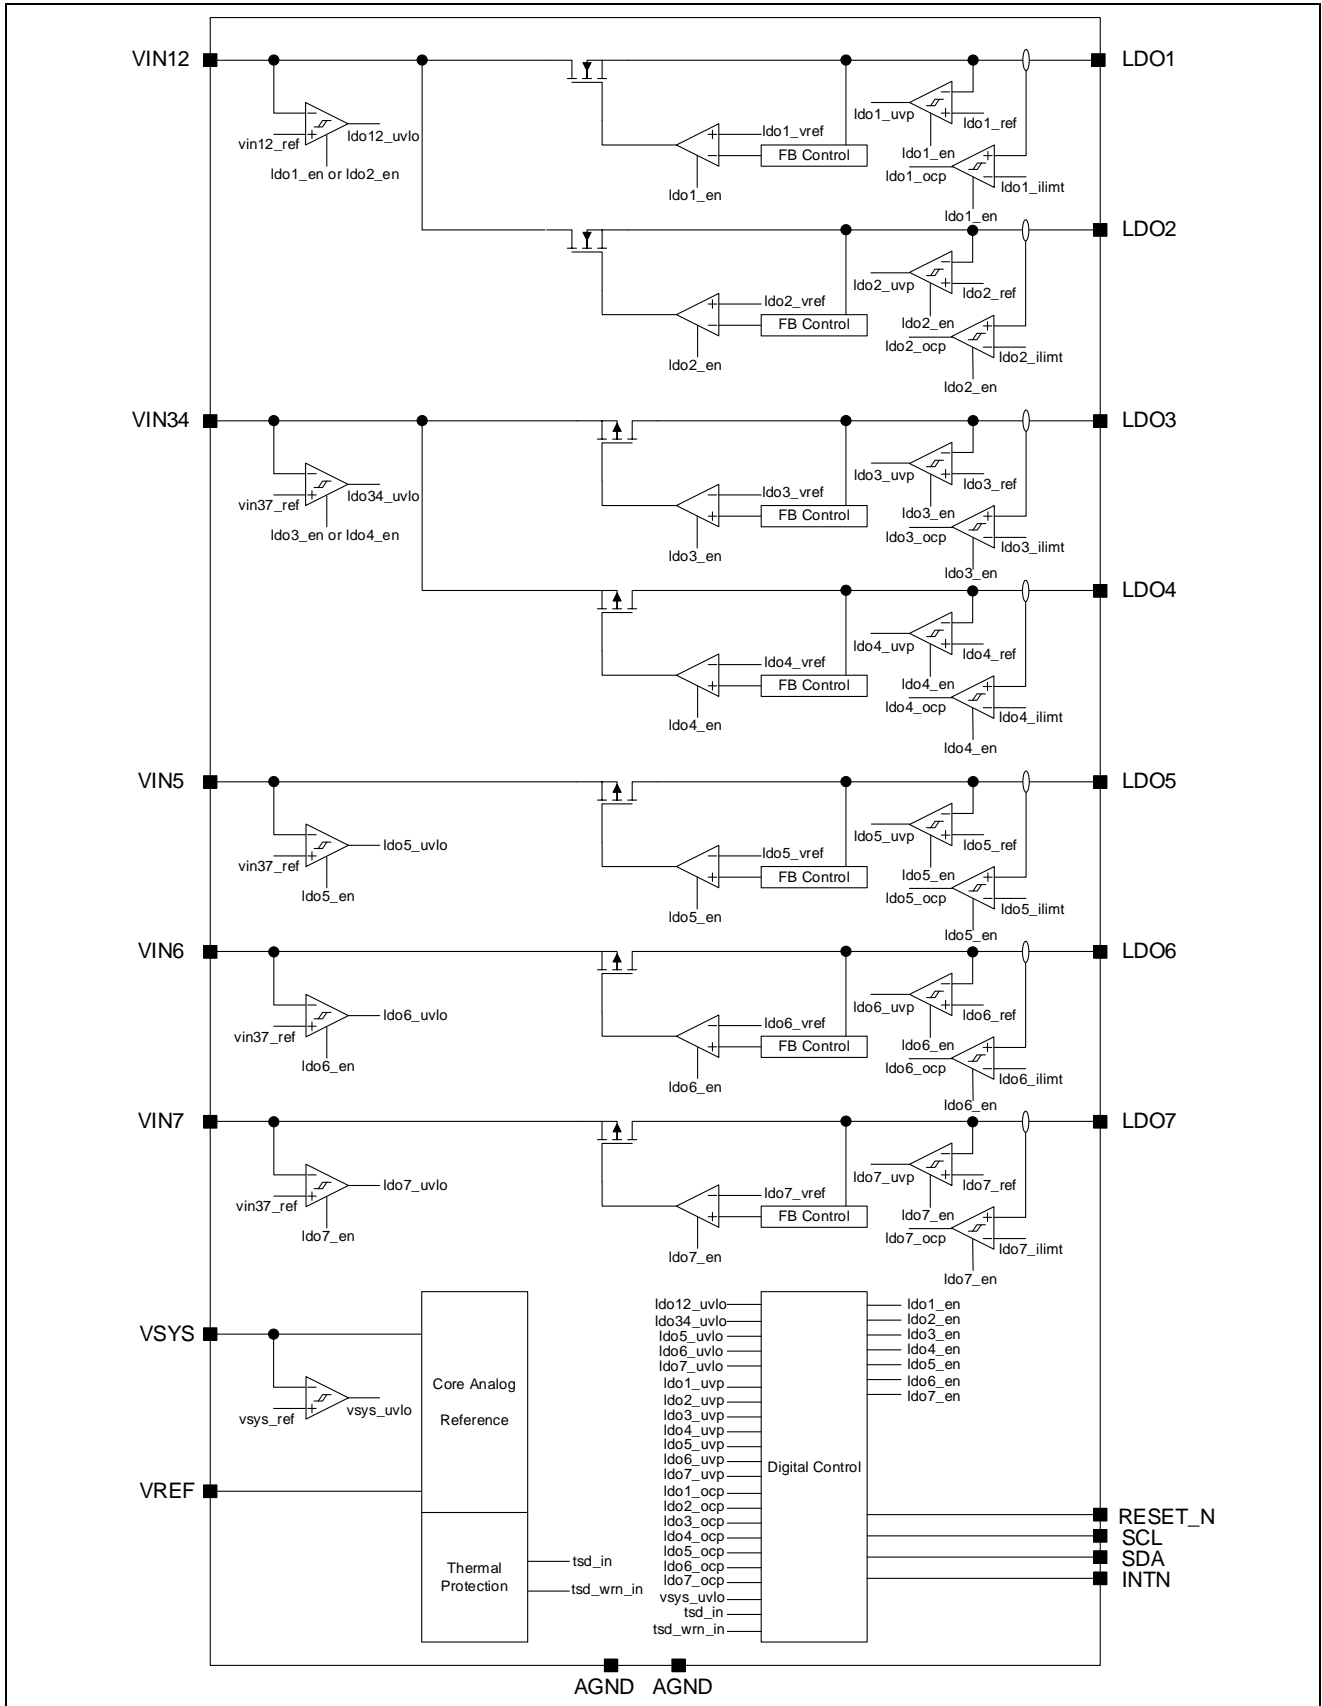 VIN12
LDO1
ldo1_uvp
ldo1_ref
vin12_ref
ldo12_uvlo
ldo1_vref
FB Control
ldo1_en
ldo1_ocp
ldo1_ilimt
ldo1_en or ldo2_en
ldo1_en
ldo1_en
LDO2
ldo2_uvp
ldo2_ref
ldo2_vref
FB Control
ldo2_en
ldo2_ocp
ldo2_ilimt
ldo2_en
ldo2_en
VIN34
LDO3
ldo3_uvp
ldo3_ref
vin37_ref
ldo34_uvlo
ldo3_vref
FB Control
ldo3_en
ldo3_ocp
ldo3_ilimt
ldo3_en or ldo4_en
ldo3_en
ldo3_en
LDO4
ldo4_uvp
ldo4_ref
ldo4_vref
FB Control
ldo4_en
ldo4_ocp
ldo4_ilimt
ldo4_en
ldo4_en
VIN5
LDO5
ldo5_uvp
ldo5_ref
vin37_ref
ldo5_uvlo
ldo5_vref
FB Control
ldo5_en
ldo5_en
ldo5_ocp
ldo5_ilimt
ldo5_en
ldo5_en
VIN6
LDO6
ldo6_uvp
ldo6_ref
vin37_ref
ldo6_uvlo
ldo6_vref
FB Control
ldo6_en
ldo6_en
ldo6_ocp
ldo6_ilimt
ldo6_en
ldo6_en
VIN7
LDO7
ldo7_uvp
ldo7_ref
vin37_ref
ldo7_uvlo
ldo7_vref
FB Control
ldo7_en
ldo7_en
ldo7_ocp
ldo7_ilimt
ldo7_en
ldo7_en
VSYS
vsys_ref
vsys_uvlo
Core Analog
Reference
VREF
Thermal
Protection
tsd_in
tsd_wrn_in
ldo12_uvlo
ldo34_uvlo
ldo5_uvlo
ldo6_uvlo
ldo7_uvlo
ldo1_uvp
ldo2_uvp
ldo3_uvp
ldo4_uvp
ldo5_uvp
ldo6_uvp
ldo7_uvp
ldo1_ocp
ldo2_ocp
ldo3_ocp
ldo4_ocp
ldo5_ocp
ldo6_ocp
ldo7_ocp
vsys_uvlo
tsd_in
tsd_wrn_in
Digital Control
ldo1_en
ldo2_en
ldo3_en
ldo4_en
ldo5_en
ldo6_en
ldo7_en
RESET_N
SCL
SDA
INTN
AGND
AGND